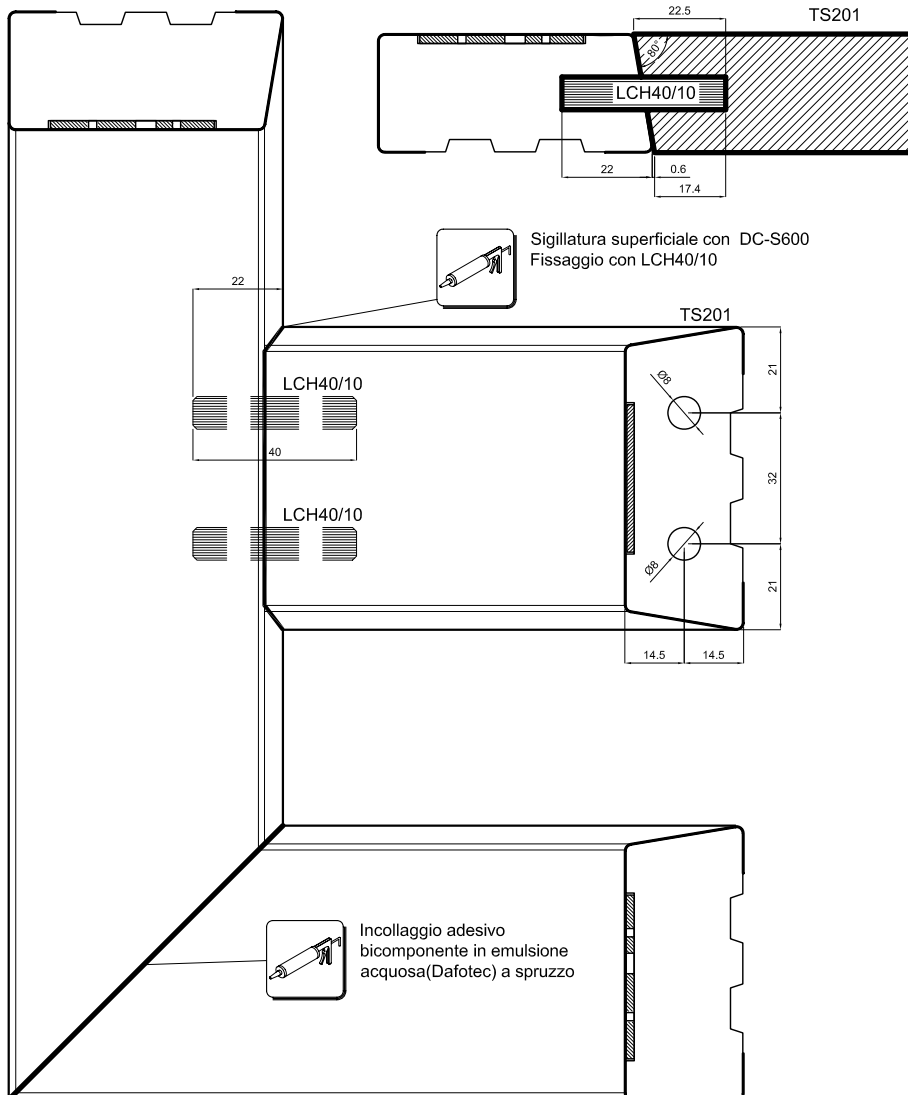 22.5
TS201
80°
LCH40/10
22
0.6
17.4
Sigillatura superficiale con DC-S600
Fissaggio con LCH40/10
22
TS201
LCH40/10
Ø8
21
40
32
LCH40/10
Ø8
21
14.5
14.5
Incollaggio adesivo
bicomponente in emulsione
acquosa(Dafotec) a spruzzo